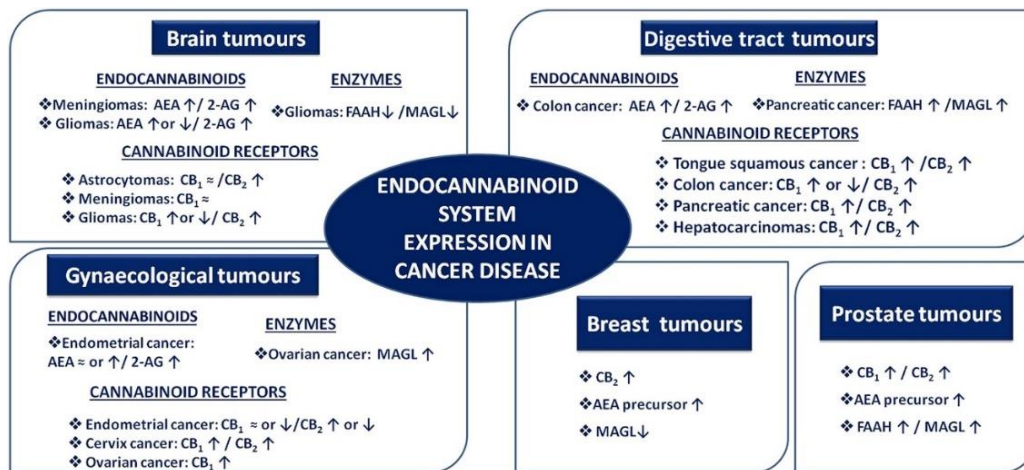 Brain tumours
ENDOCANNABINOIDS
❖Meningiomas: AEA ↑/ 2-AG ↑
❖ Gliomas: AEA ↑or ↓/ 2-AG ↑
ENZYMES
❖Gliomas: FAAH↓ /MAGL↓
CANNABINOID RECEPTORS
❖ Astrocytomas: CB₁ ≈ /CB₂ ↑
❖ Meningiomas: CB₁ ≈
❖ Gliomas: CB₁ ↑or ↓/ CB₂ ↑
Digestive tract tumours
ENDOCANNABINOIDS
❖ Colon cancer: AEA ↑/ 2-AG ↑
ENZYMES
❖Pancreatic cancer: FAAH ↑ /MAGL ↑
CANNABINOID RECEPTORS
❖ Tongue squamous cancer : CB₁ ↑ /CB₂ ↑
❖ Colon cancer: CB₁ ↑ or ↓/ CB₂ ↑
❖ Pancreatic cancer: CB₁ ↑/ CB₂ ↑
❖ Hepatocarcinomas: CB₁ ↑/ CB₂ ↑
ENDOCANNABINOID
SYSTEM
EXPRESSION IN
CANCER DISEASE
Gynaecological tumours
ENDOCANNABINOIDS
❖Endometrial cancer:
AEA ≈ or ↑/ 2-AG ↑
ENZYMES
❖Ovarian cancer: MAGL ↑
CANNABINOID RECEPTORS
❖ Endometrial cancer: CB₁ ≈ or ↓/CB₂ ↑ or ↓
❖ Cervix cancer: CB₁ ↑ / CB₂ ↑
❖ Ovarian cancer: CB₁ ↑
Breast tumours
❖ CB₂ ↑
❖AEA precursor ↑
❖ MAGL↓
Prostate tumours
❖ CB₁ ↑ / CB₂ ↑
❖AEA precursor ↑
❖ FAAH ↑ / MAGL ↑